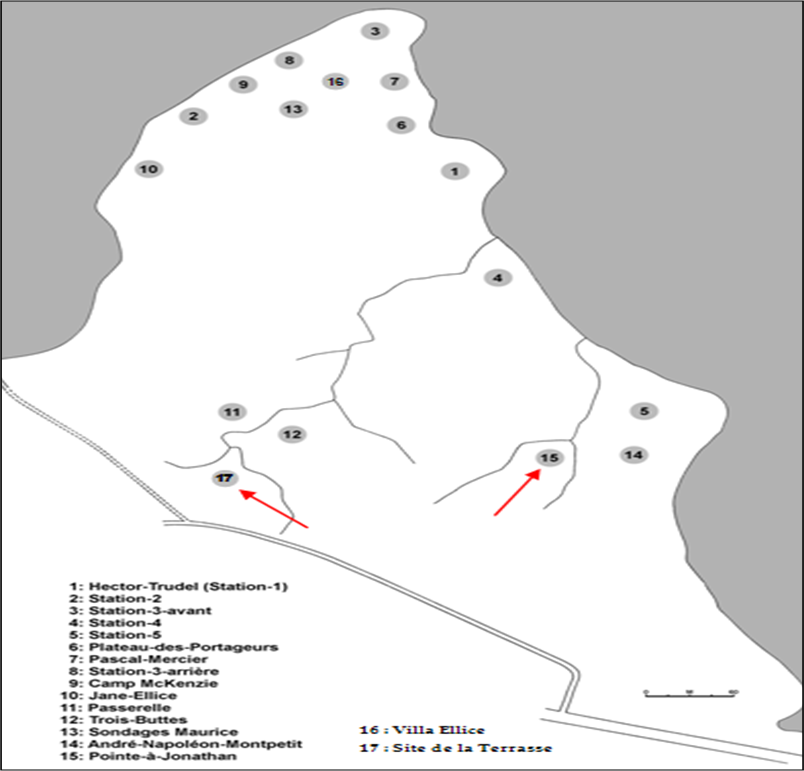 3
8
9
16
7
2
13
6
10
1
4
11
5
12
15
14
17
1: Hector-Trudel (Station-1)
2: Station-2
3: Station-3-avant
4: Station-4
5: Station-5
6: Plateau-des-Portageurs
7: Pascal-Mercier
8: Station-3-arrière
9: Camp McKenzie
10: Jane-Ellice
11: Passerelle
12: Trois-Buttes
13: Sondages Maurice
14: André-Napoléon-Montpetit
15: Pointe-à-Jonathan
16 : Villa Ellice
17 : Site de la Terrasse
0
60